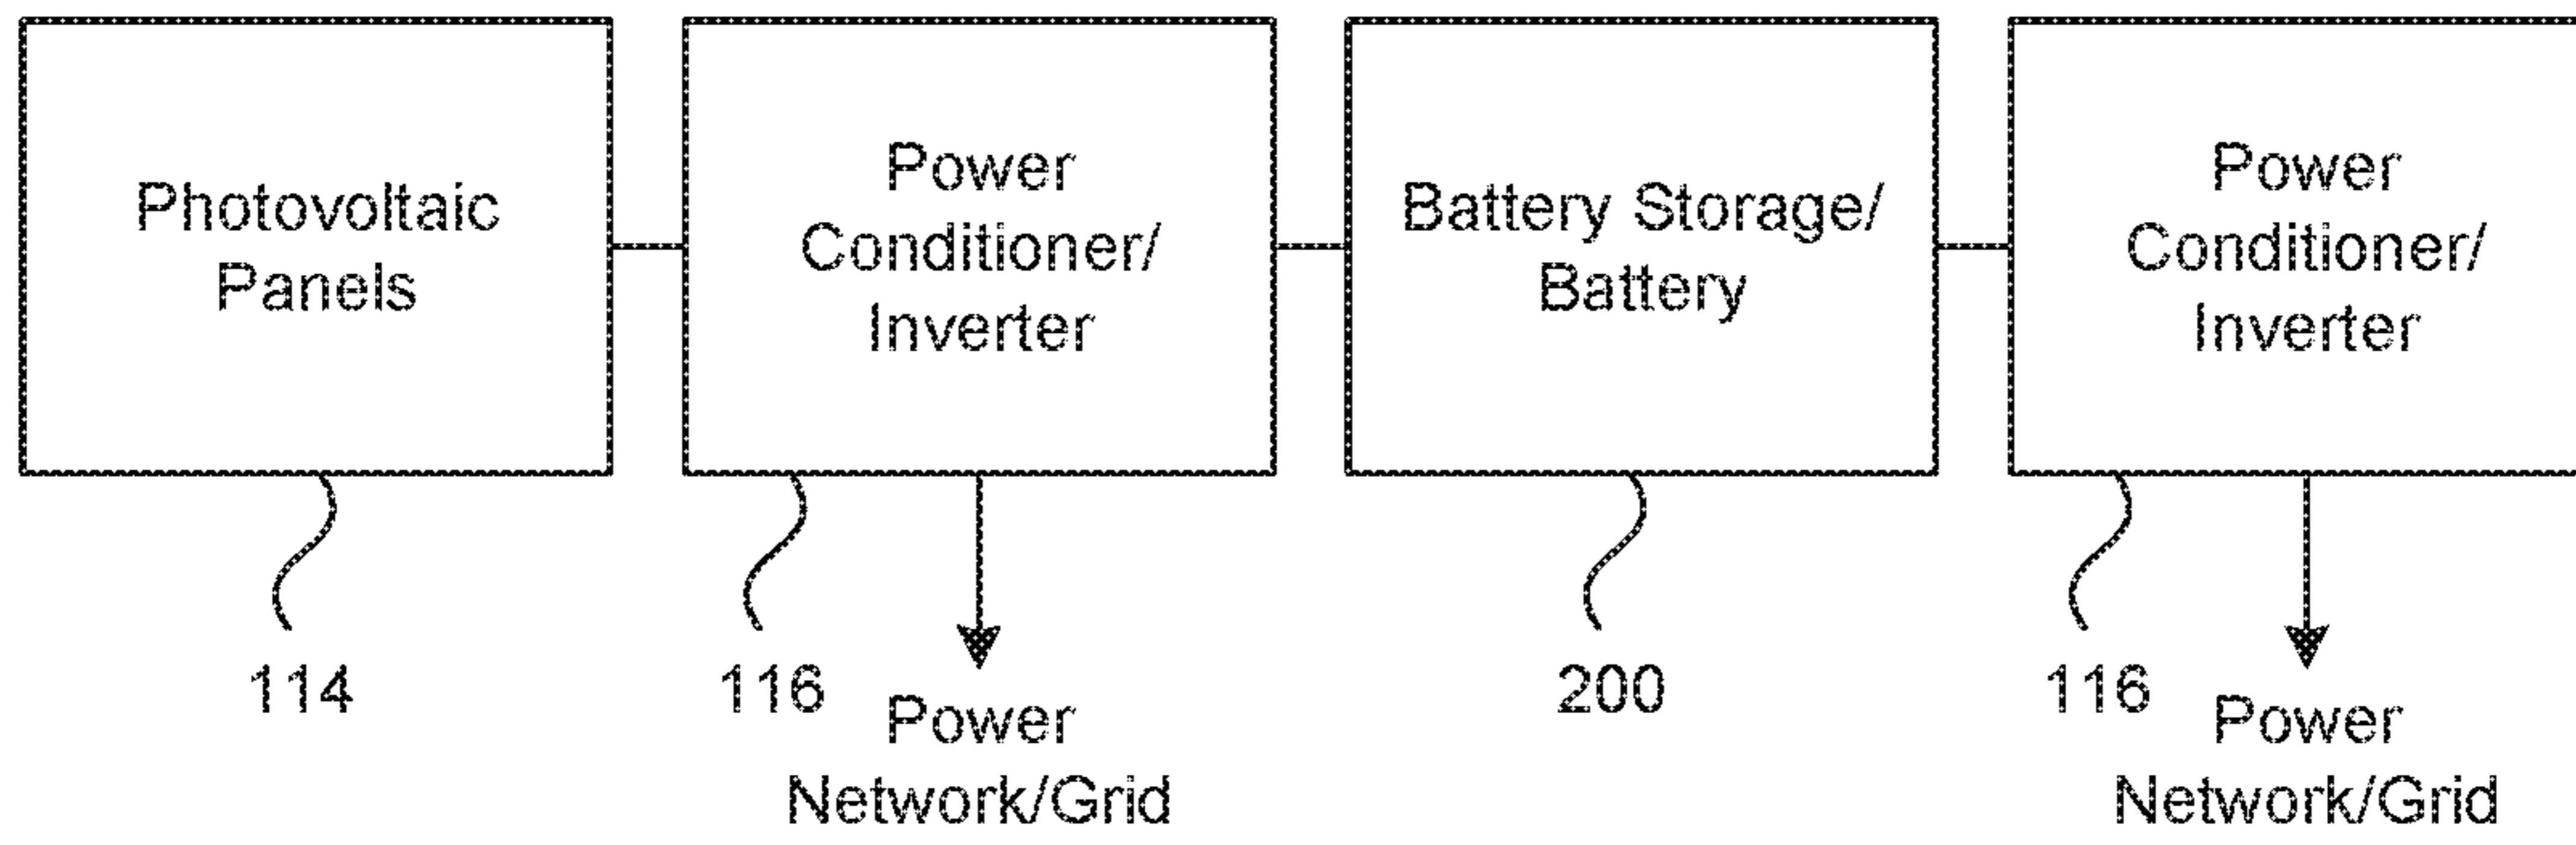 Photovoltaic
Panels
Power
Conditioner/
Inverter
Battery Storage/
Battery
Power
Conditioner/
Inverter
114
116
Power
Network/Grid
200
116
Power
Network/Grid